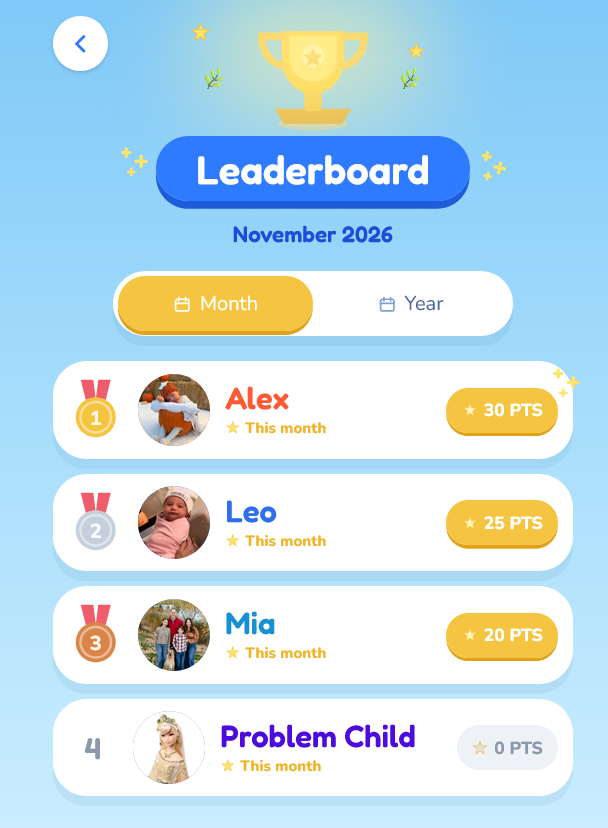 Leaderboard
November 2026
Month
Year
1
Alex
This month
30 PTS
2
Leo
This month
25 PTS
3
Mia
This month
20 PTS
4
Problem Child
This month
0 PTS